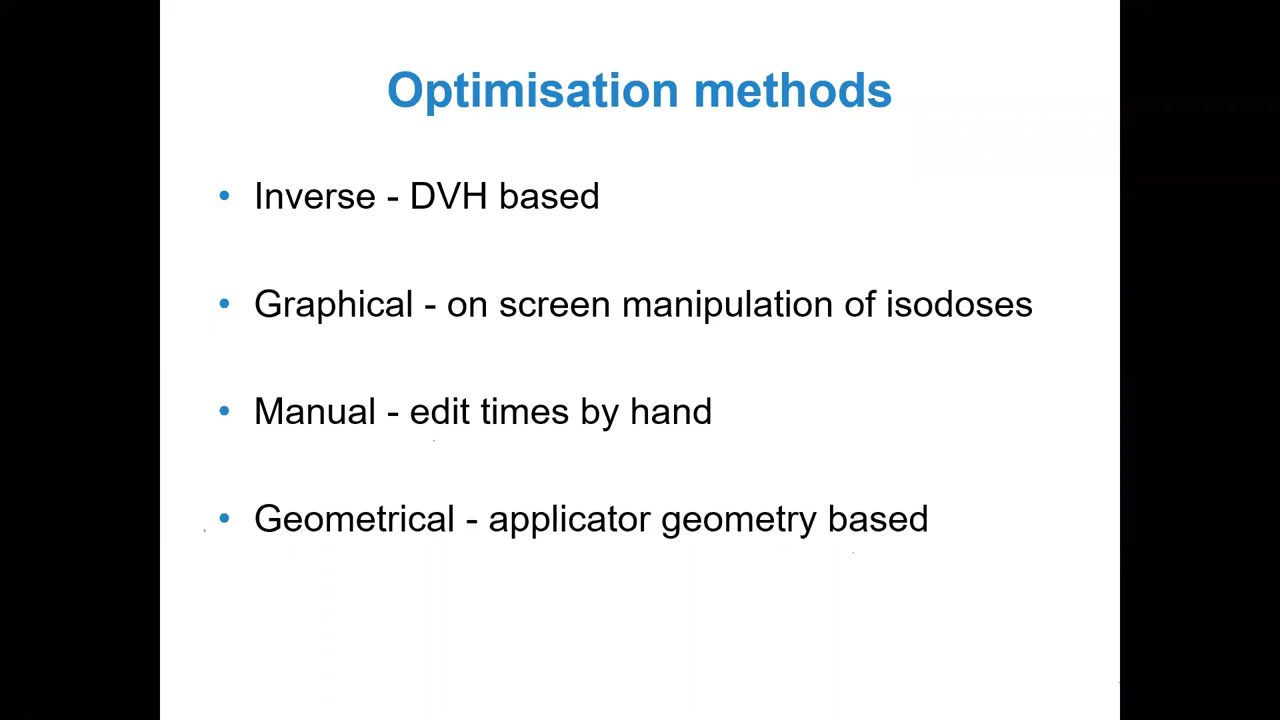 Optimisation methods
• Inverse - DVH based
• Graphical - on screen manipulation of isodoses
• Manual - edit times by hand
• Geometrical - applicator geometry based